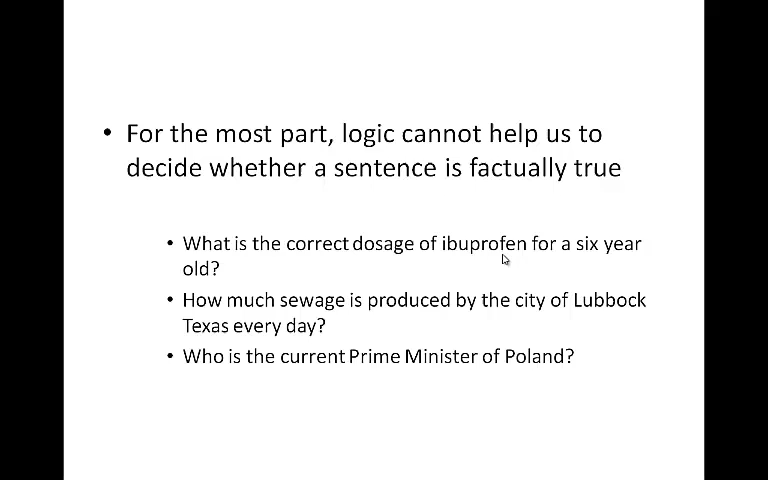 • For the most part, logic cannot help us to
decide whether a sentence is factually true
• What is the correct dosage of ibuprofen for a six year
old?
• How much sewage is produced by the city of Lubbock
Texas every day?
• Who is the current Prime Minister of Poland?